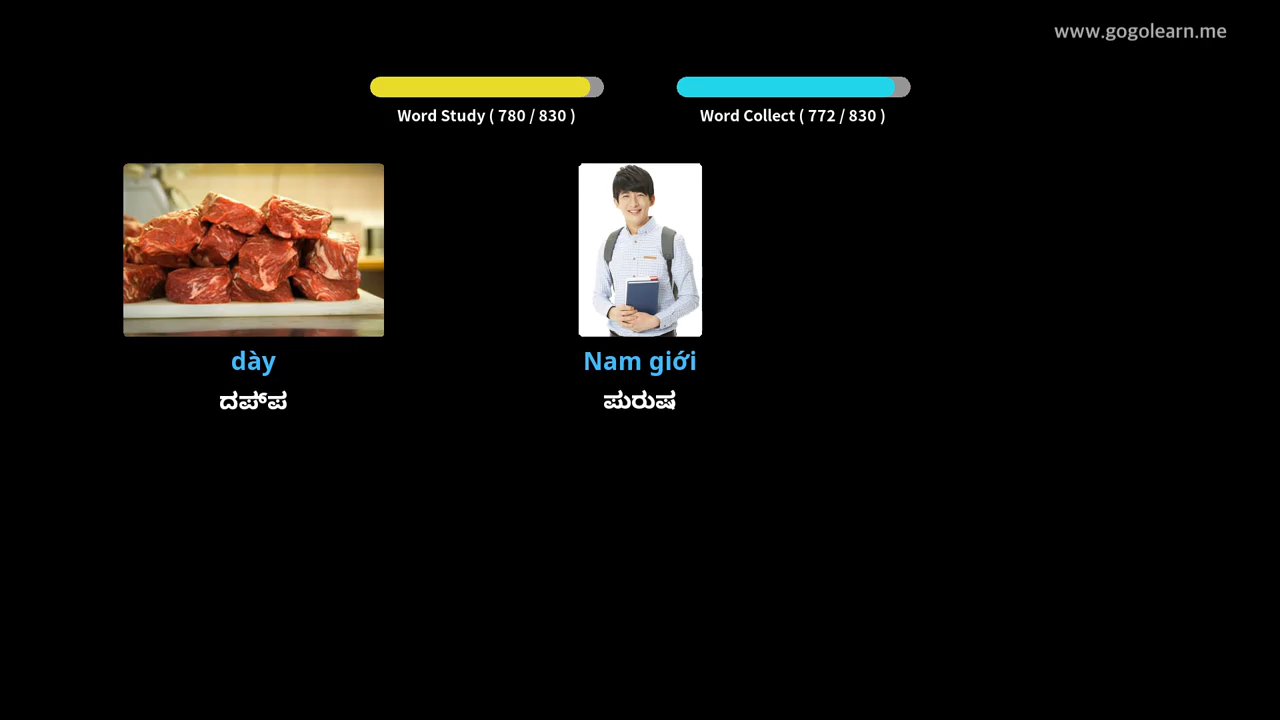 www.gogolearn.me
Word Study ( 780 / 830 )
Word Collect ( 772 / 830 )
dày
ದಪ್ಪ
Nam giới
ಪುರುಷ